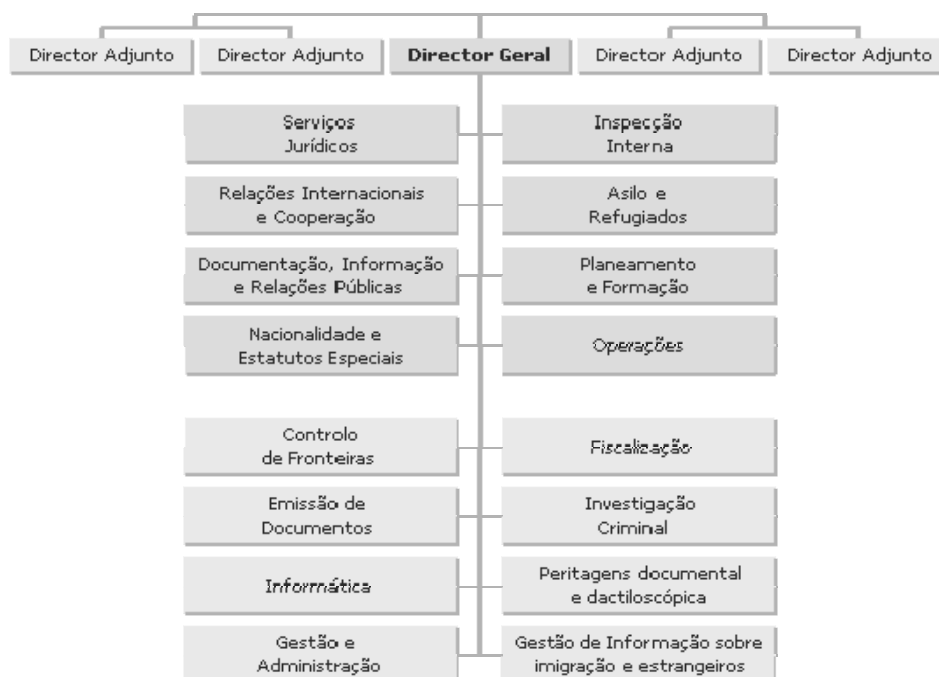 Director Adjunto
Director Adjunto
Director Geral
Director Adjunto
Director Adjunto
Serviços
Jurídicos
Inspecção
Interna
Relações Internacionais
e Cooperação
Asilo e
Refugiados
Documentação, Informação
e Relações Públicas
Planeamento
e Formação
Nacionalidade e
Estatutos Especiais
Operações
Controlo
de Fronteiras
Fiscalização
Emissão de
Documentos
Investigação
Criminal
Informática
Peritagens documental
e dactiloscópica
Gestão e
Administração
Gestão de Informação sobre
imigração e estrangeiros